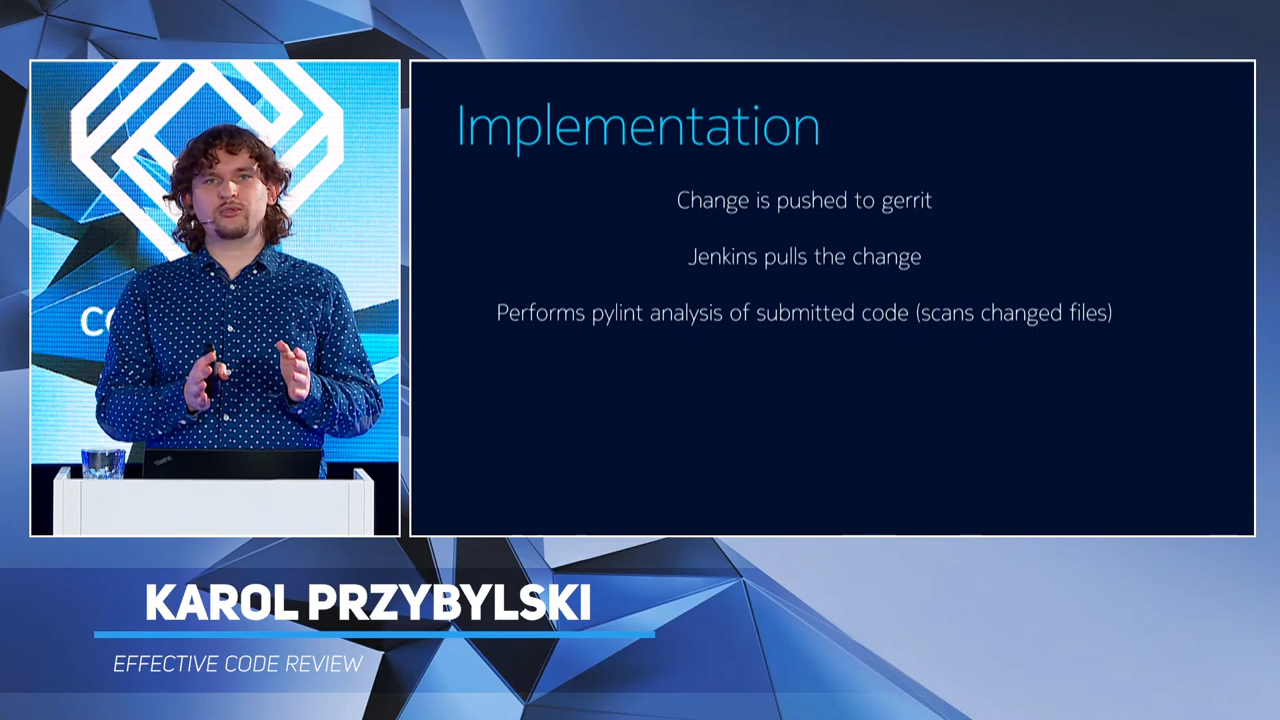 Implementation
Change is pushed to gerrit
Jenkins pulls the change
Performs pylint analysis of submitted code (scans changed files)
KAROL PRZYBYLSKI
EFFECTIVE CODE REVIEW